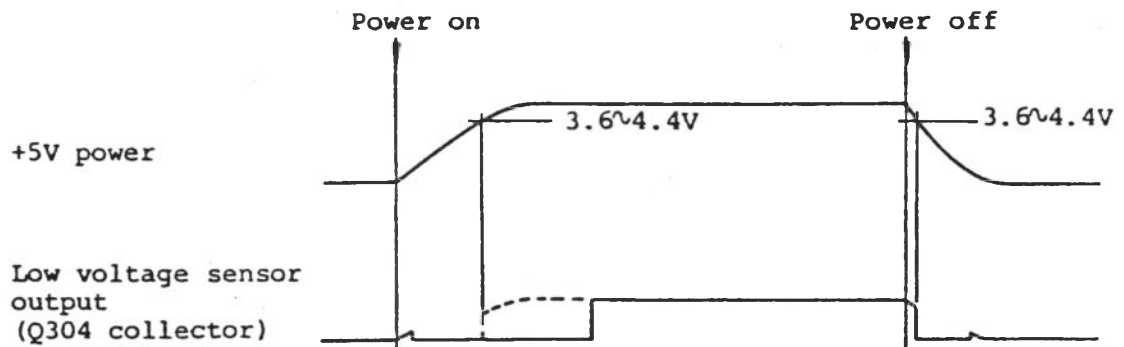 Power on
Power off
3.6~4.4V
3.6~4.4V
+5V power
Low voltage sensor
output
(Q304 collector)